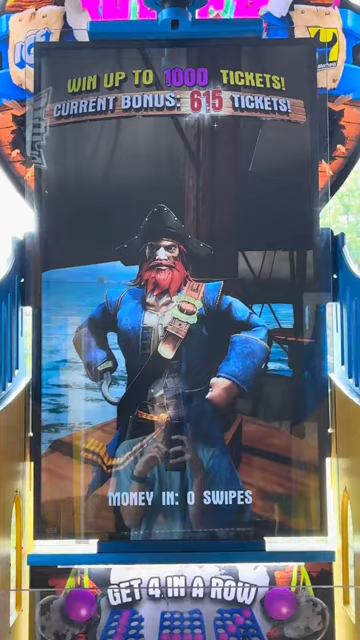 WIN UP TO 1000 TICKETS!
CURRENT BONUS: 615 TICKETS!
MONEY IN: 0 SWIPES
GET 4 IN A ROW